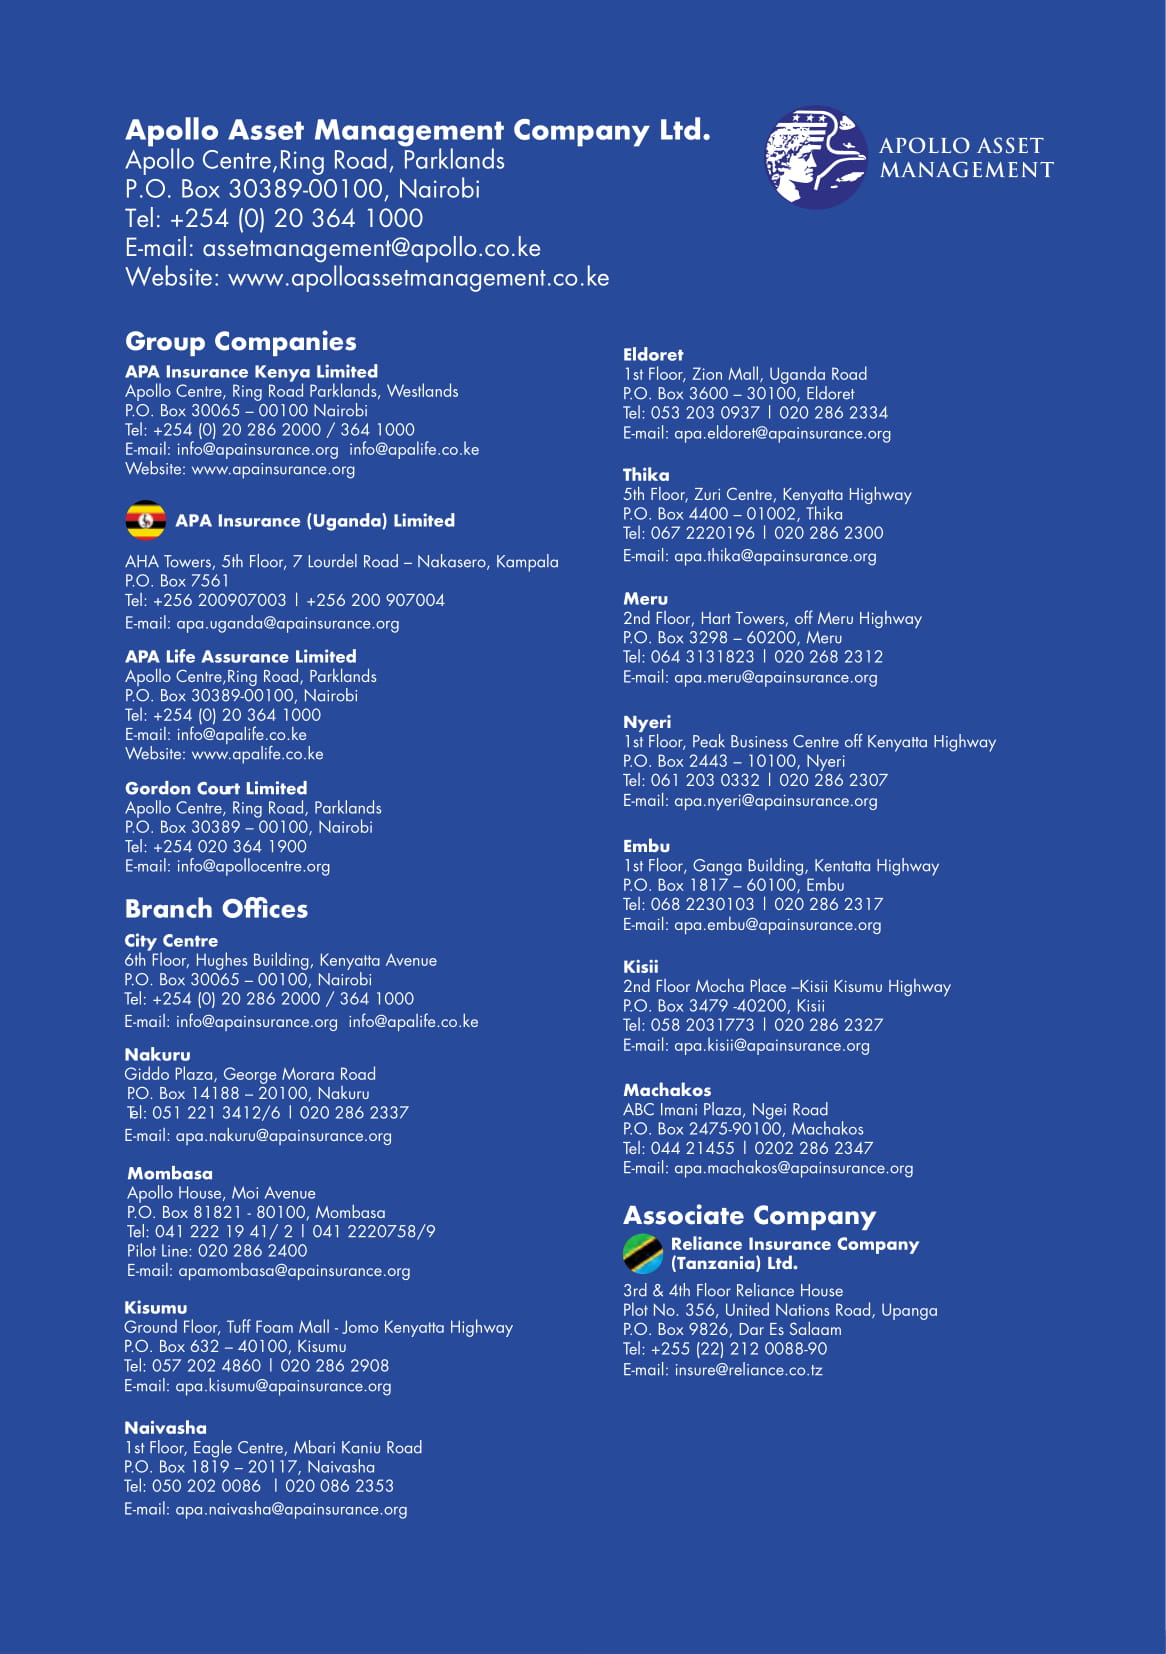 Apollo Asset Management Company Ltd.
Apollo Centre,Ring Road, Parklands
P.O. Box 30389-00100, Nairobi
Tel: +254 (0) 20 364 1000
E-mail: assetmanagement@apollo.co.ke
Website: www.apolloassetmanagement.co.ke
APOLLO ASSET
MANAGEMENT
Group Companies
APA Insurance Kenya Limited
Apollo Centre, Ring Road Parklands, Westlands
P.O. Box 30065 – 00100 Nairobi
Tel: +254 (0) 20 286 2000 / 364 1000
E-mail: info@apainsurance.org  info@apalife.co.ke
Website: www.apainsurance.org
APA Insurance (Uganda) Limited
AHA Towers, 5th Floor, 7 Lourdel Road – Nakasero, Kampala
P.O. Box 7561
Tel: +256 200907003 | +256 200 907004
E-mail: apa.uganda@apainsurance.org
APA Life Assurance Limited
Apollo Centre,Ring Road, Parklands
P.O. Box 30389-00100, Nairobi
Tel: +254 (0) 20 364 1000
E-mail: info@apalife.co.ke
Website: www.apalife.co.ke
Gordon Court Limited
Apollo Centre, Ring Road, Parklands
P.O. Box 30389 – 00100, Nairobi
Tel: +254 020 364 1900
E-mail: info@apollocentre.org
Branch Offices
City Centre
6th Floor, Hughes Building, Kenyatta Avenue
P.O. Box 30065 – 00100, Nairobi
Tel: +254 (0) 20 286 2000 / 364 1000
E-mail: info@apainsurance.org  info@apalife.co.ke
Nakuru
Giddo Plaza, George Morara Road
P.O. Box 14188 – 20100, Nakuru
Tel: 051 221 3412/6 | 020 286 2337
E-mail: apa.nakuru@apainsurance.org
Mombasa
Apollo House, Moi Avenue
P.O. Box 81821 - 80100, Mombasa
Tel: 041 222 19 41/ 2 | 041 2220758/9
Pilot Line: 020 286 2400
E-mail: apamombasa@apainsurance.org
Kisumu
Ground Floor, Tuff Foam Mall - Jomo Kenyatta Highway
P.O. Box 632 – 40100, Kisumu
Tel: 057 202 4860 | 020 286 2908
E-mail: apa.kisumu@apainsurance.org
Naivasha
1st Floor, Eagle Centre, Mbari Kaniu Road
P.O. Box 1819 – 20117, Naivasha
Tel: 050 202 0086  | 020 086 2353
E-mail: apa.naivasha@apainsurance.org
Eldoret
1st Floor, Zion Mall, Uganda Road
P.O. Box 3600 – 30100, Eldoret
Tel: 053 203 0937 | 020 286 2334
E-mail: apa.eldoret@apainsurance.org
Thika
5th Floor, Zuri Centre, Kenyatta Highway
P.O. Box 4400 – 01002, Thika
Tel: 067 2220196 | 020 286 2300
E-mail: apa.thika@apainsurance.org
Meru
2nd Floor, Hart Towers, off Meru Highway
P.O. Box 3298 – 60200, Meru
Tel: 064 3131823 | 020 268 2312
E-mail: apa.meru@apainsurance.org
Nyeri
1st Floor, Peak Business Centre off Kenyatta Highway
P.O. Box 2443 – 10100, Nyeri
Tel: 061 203 0332 | 020 286 2307
E-mail: apa.nyeri@apainsurance.org
Embu
1st Floor, Ganga Building, Kentatta Highway
P.O. Box 1817 – 60100, Embu
Tel: 068 2230103 | 020 286 2317
E-mail: apa.embu@apainsurance.org
Kisii
2nd Floor Mocha Place –Kisii Kisumu Highway
P.O. Box 3479 -40200, Kisii
Tel: 058 2031773 | 020 286 2327
E-mail: apa.kisii@apainsurance.org
Machakos
ABC Imani Plaza, Ngei Road
P.O. Box 2475-90100, Machakos
Tel: 044 21455 | 0202 286 2347
E-mail: apa.machakos@apainsurance.org
Associate Company
Reliance Insurance Company
(Tanzania) Ltd.
3rd & 4th Floor Reliance House
Plot No. 356, United Nations Road, Upanga
P.O. Box 9826, Dar Es Salaam
Tel: +255 (22) 212 0088-90
E-mail: insure@reliance.co.tz